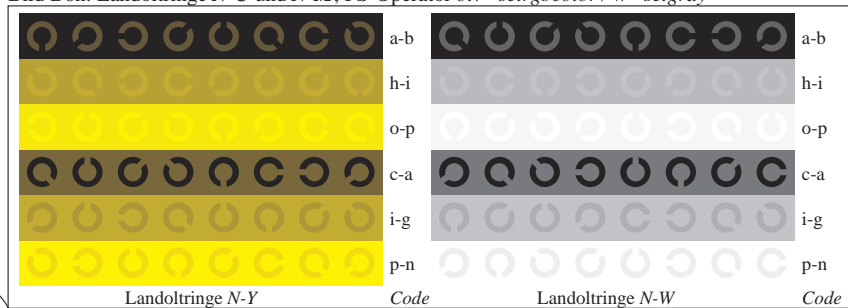 a-b a-b
h-i h-i
o-p o-p
c-a c-a
i-g i-g
p-n p-n
Landoltringe N-Y Code Landoltringe N-W Code